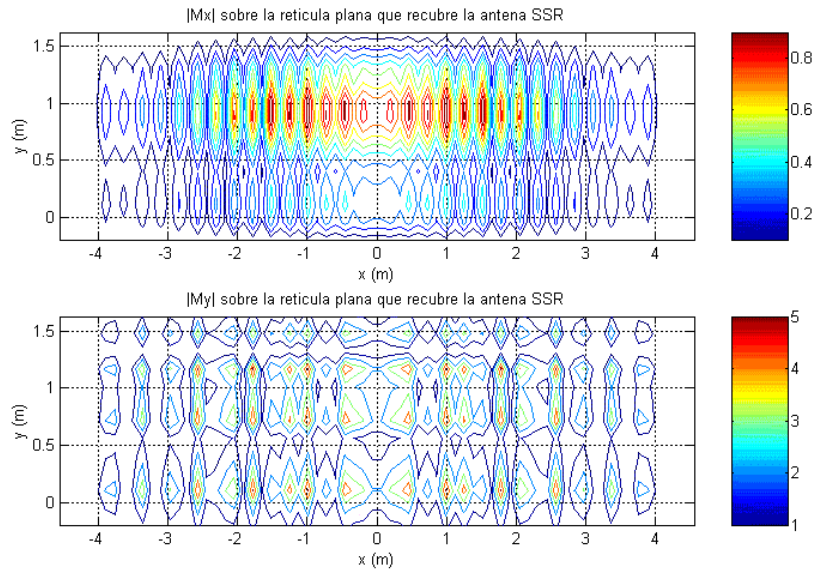 |Mx| sobre la reticula plana que recubre la antena SSR
1.5
1
0.5
0
y (m)
-4 -3 -2 -1 0 1 2 3 4
x (m)
0.8
0.6
0.4
0.2
|My| sobre la reticula plana que recubre la antena SSR
1.5
1
0.5
0
y (m)
-4 -3 -2 -1 0 1 2 3 4
x (m)
5
4
3
2
1